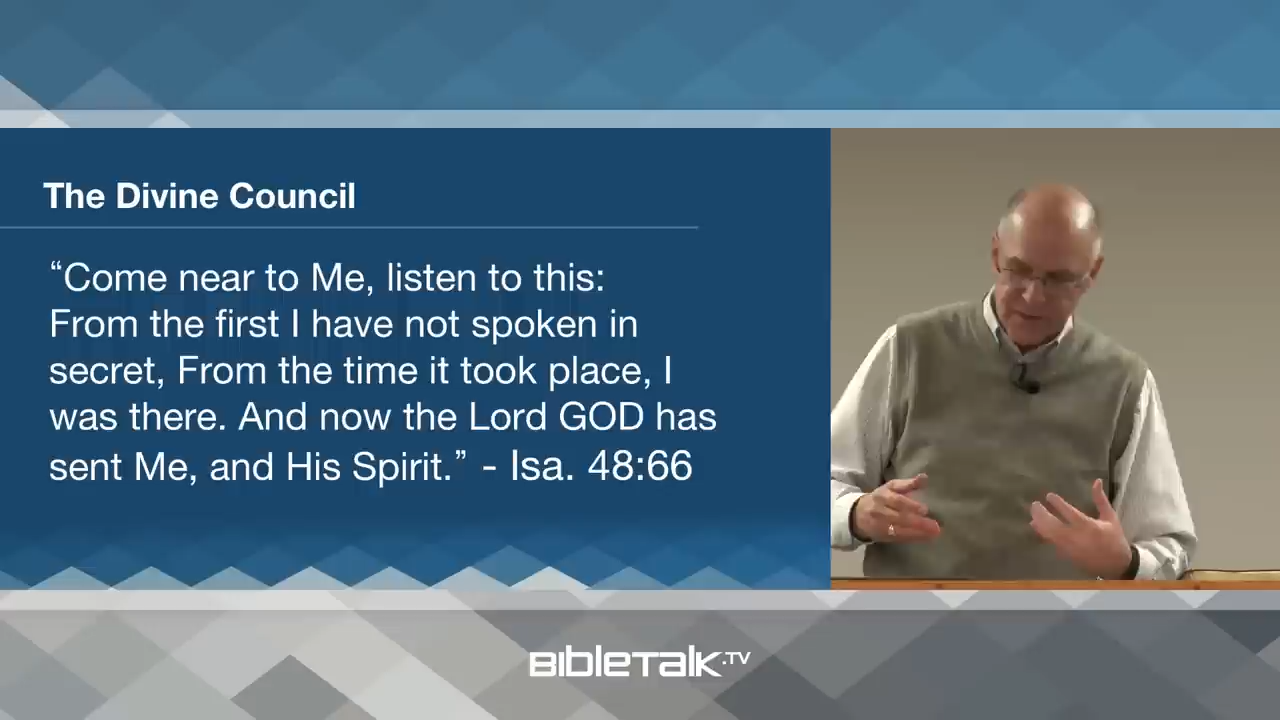 The Divine Council
“Come near to Me, listen to this:
From the first I have not spoken in
secret, From the time it took place, I
was there. And now the Lord GOD has
sent Me, and His Spirit.” - Isa. 48:66
BIBLETALK.TV